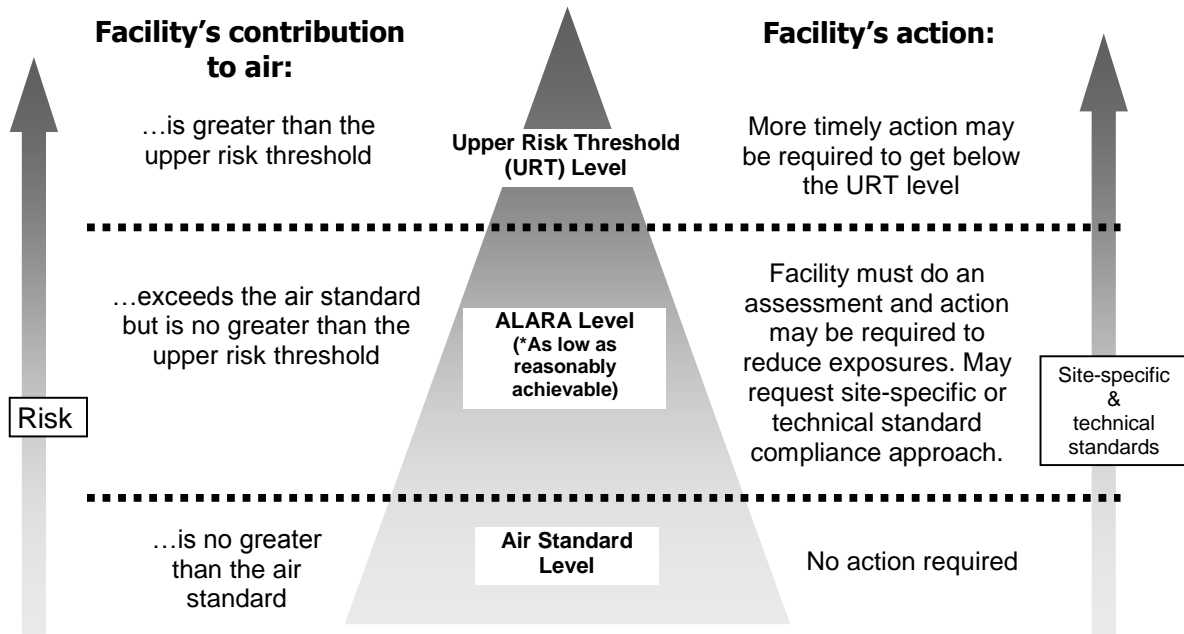 Facility's contribution
to air:
Facility's action:
…is greater than the
upper risk threshold
Upper Risk Threshold
(URT) Level
More timely action may
be required to get below
the URT level
…exceeds the air standard
but is no greater than the
upper risk threshold
ALARA Level
(*As low as
reasonably
achievable)
Facility must do an
assessment and action
may be required to
reduce exposures. May
request site-specific or
technical standard
compliance approach.
Risk
Site-specific
&
technical
standards
…is no greater
than the air
standard
Air Standard
Level
No action required